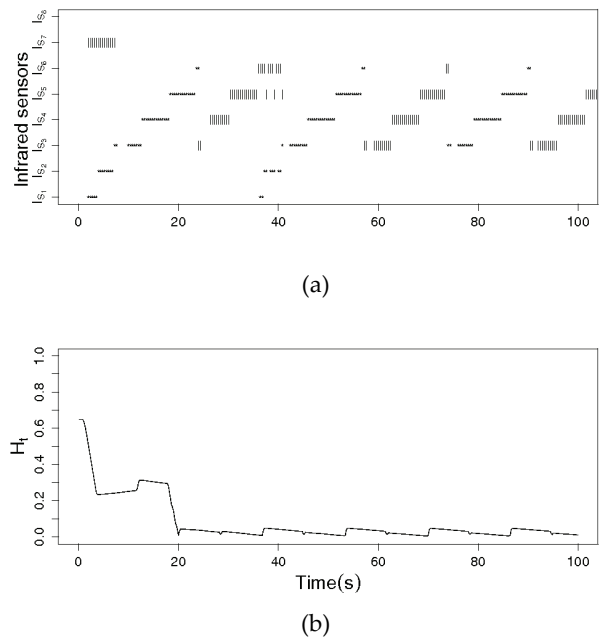 Infrared sensors
IS8
IS7
IS6
IS5
IS4
IS3
IS2
IS1
0 20 40 60 80 100
(a)
Ht
1.0
0.8
0.6
0.4
0.2
0.0
0 20 40 60 80 100
Time(s)
(b)